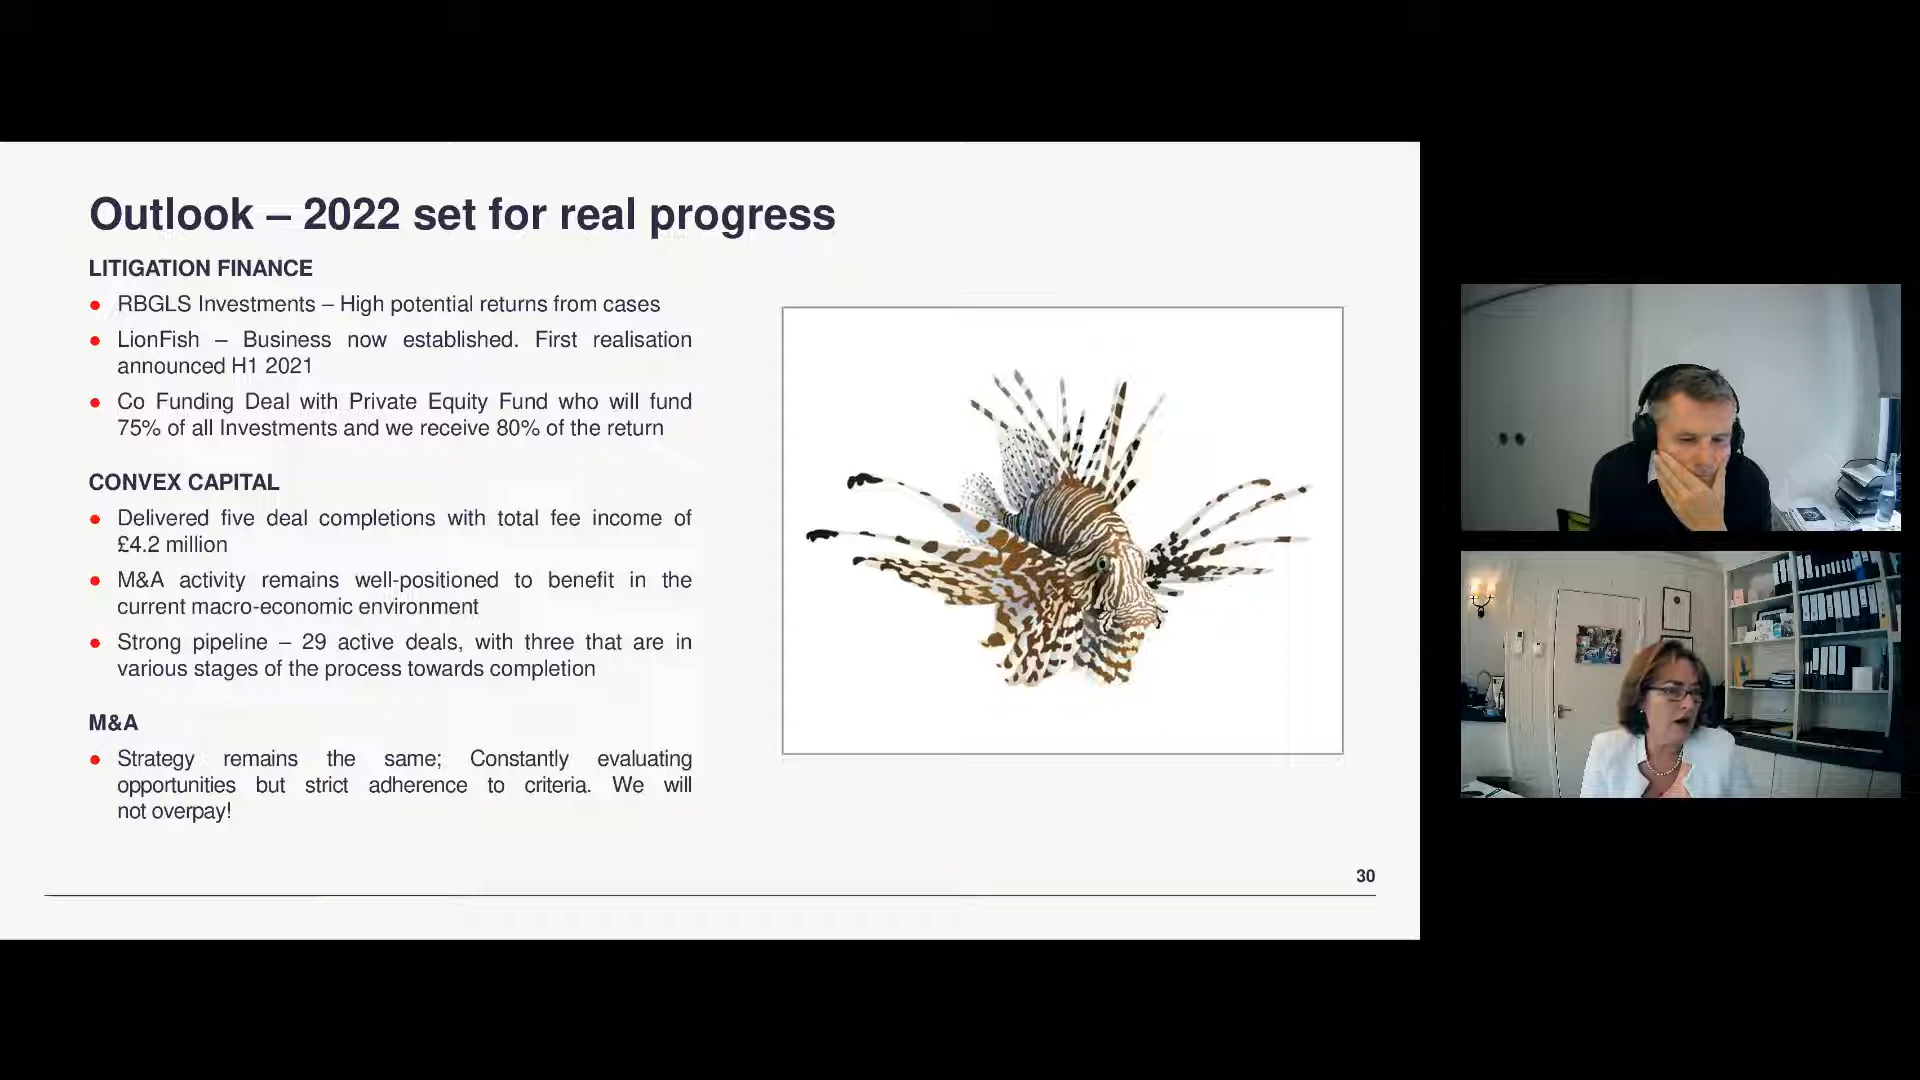 Outlook – 2022 set for real progress
LITIGATION FINANCE
● RBGLS Investments – High potential returns from cases
● LionFish – Business now established. First realisation
announced H1 2021
● Co Funding Deal with Private Equity Fund who will fund
75% of all Investments and we receive 80% of the return
CONVEX CAPITAL
● Delivered five deal completions with total fee income of
£4.2 million
● M&A activity remains well-positioned to benefit in the
current macro-economic environment
● Strong pipeline – 29 active deals, with three that are in
various stages of the process towards completion
M&A
● Strategy remains the same; Constantly evaluating
opportunities but strict adherence to criteria. We will
not overpay!
30